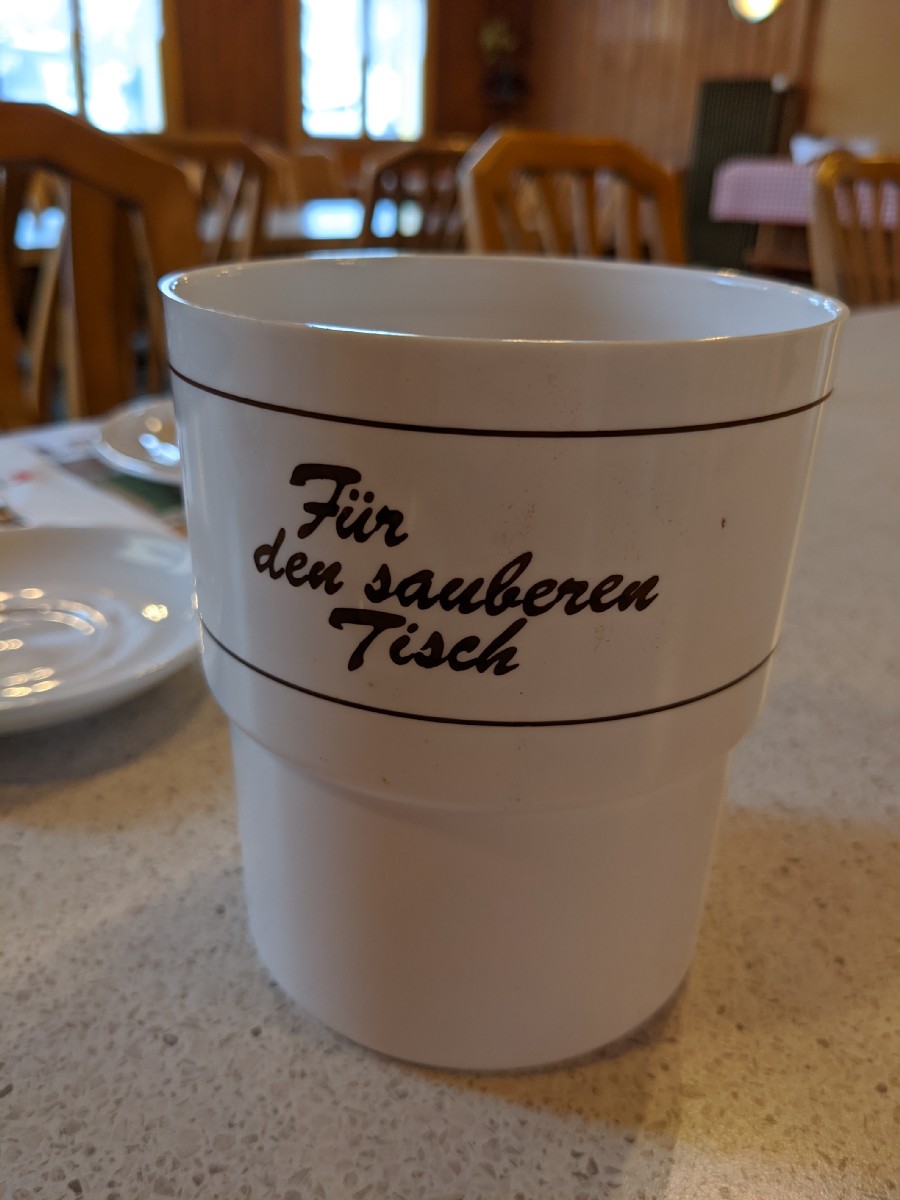 Für
den sauberen
Tisch